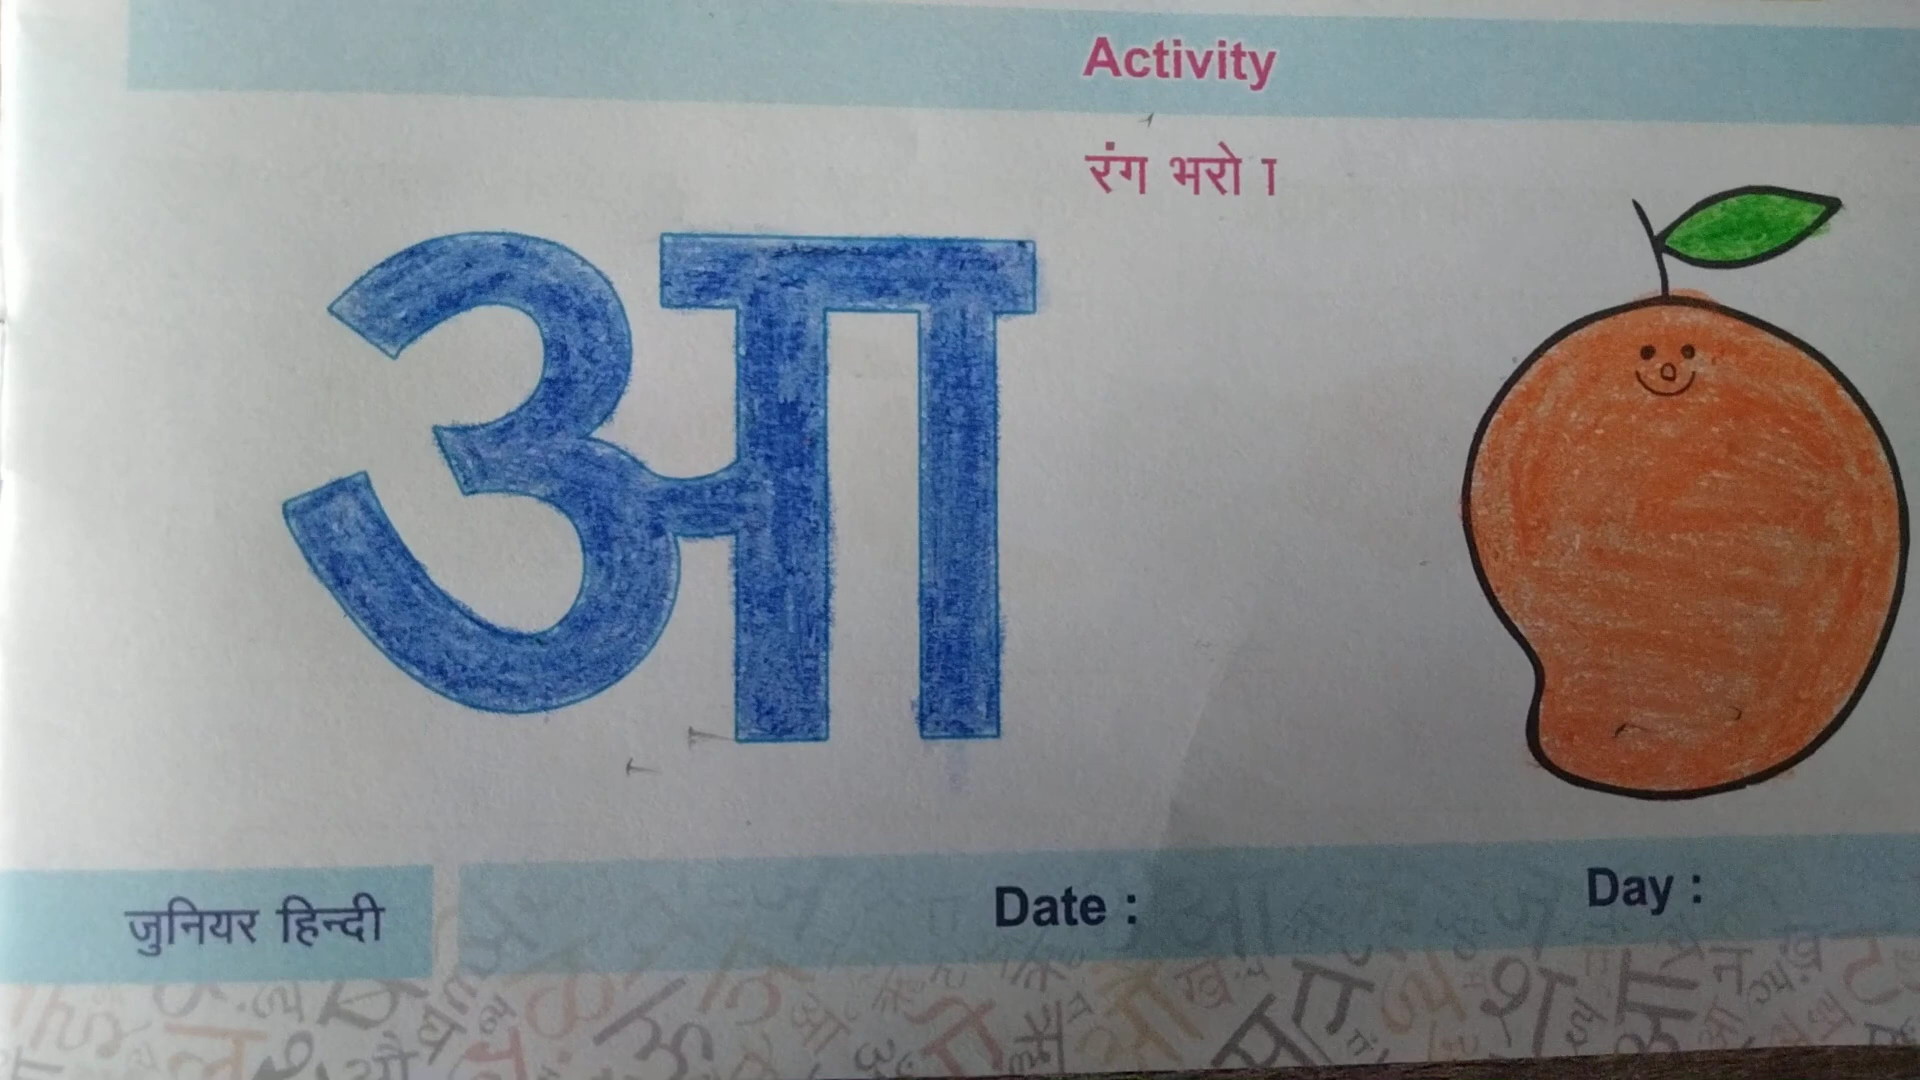 Activity
रंग भरो ।
आ
जुनियर हिन्दी
Date :
Day :